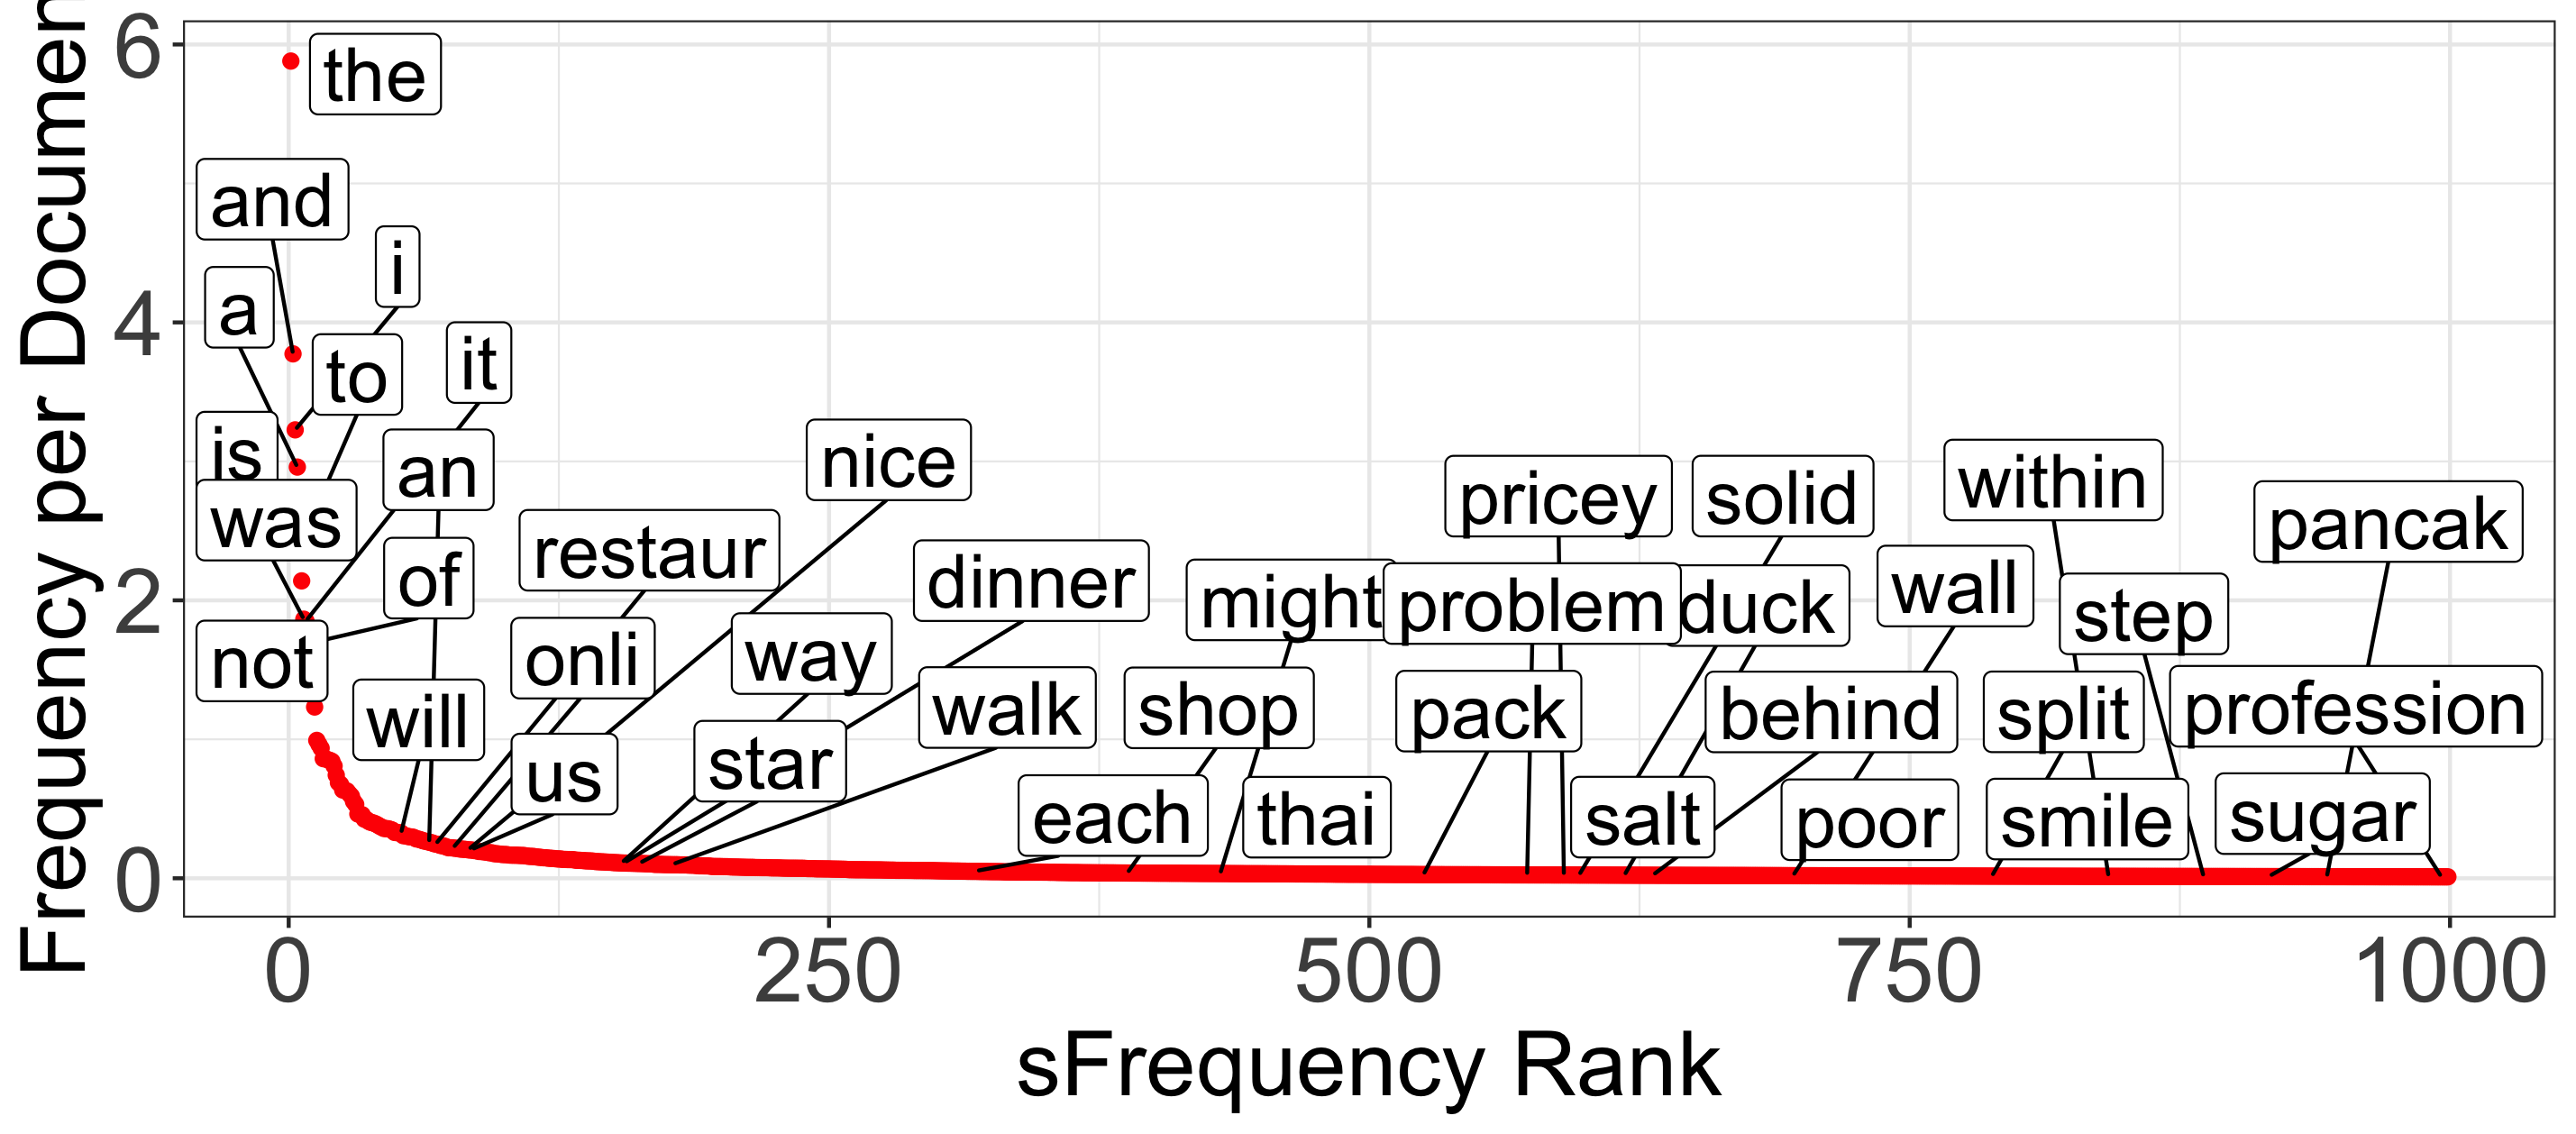 Frequency per Documen
6
4
2
0
the
and
i
a
to
it
is
an
was
of
not
will
nice
restaur
onli
us
way
star
dinner
walk
might
shop
each
thai
pricey
problem
pack
solid
duck
salt
within
wall
behind
poor
step
split
smile
pancak
profession
sugar
0 250 500 750 1000
sFrequency Rank